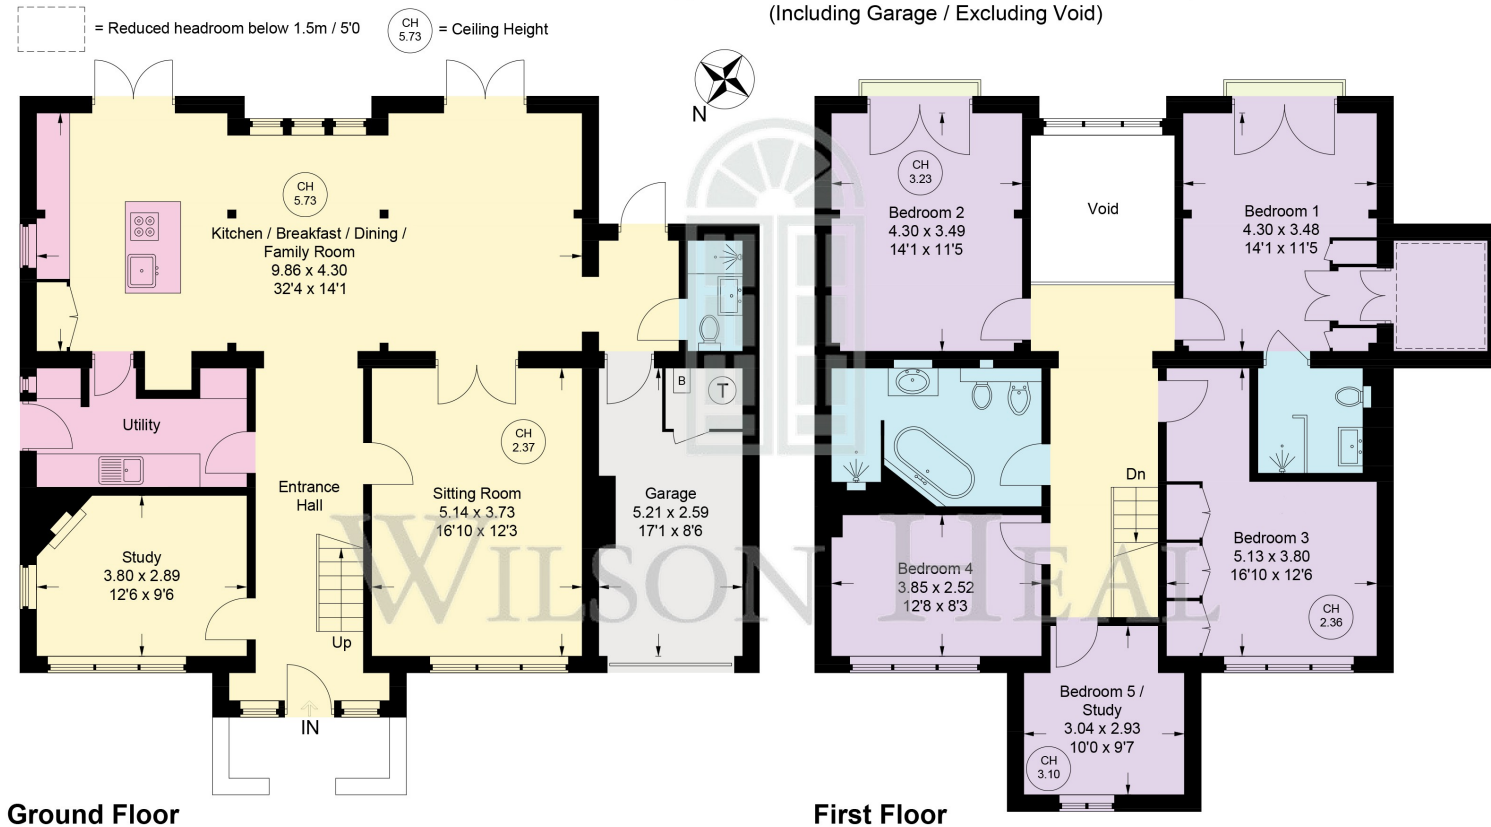 = Reduced headroom below 1.5m / 5'0
CH
5.73
= Ceiling Height
(Including Garage / Excluding Void)
N
CH
5.73
Kitchen / Breakfast / Dining /
Family Room
9.86 x 4.30
32'4 x 14'1
Utility
Entrance
Hall
CH
2.37
Sitting Room
5.14 x 3.73
16'10 x 12'3
B
T
Garage
5.21 x 2.59
17'1 x 8'6
Study
3.80 x 2.89
12'6 x 9'6
Up
IN
Ground Floor
CH
3.23
Bedroom 2
4.30 x 3.49
14'1 x 11'5
Void
Bedroom 1
4.30 x 3.48
14'1 x 11'5
Dn
Bedroom 4
3.85 x 2.52
12'8 x 8'3
Bedroom 3
5.13 x 3.80
16'10 x 12'6
CH
2.36
Bedroom 5 /
Study
3.04 x 2.93
10'0 x 9'7
CH
3.10
First Floor
WILSON HEAL